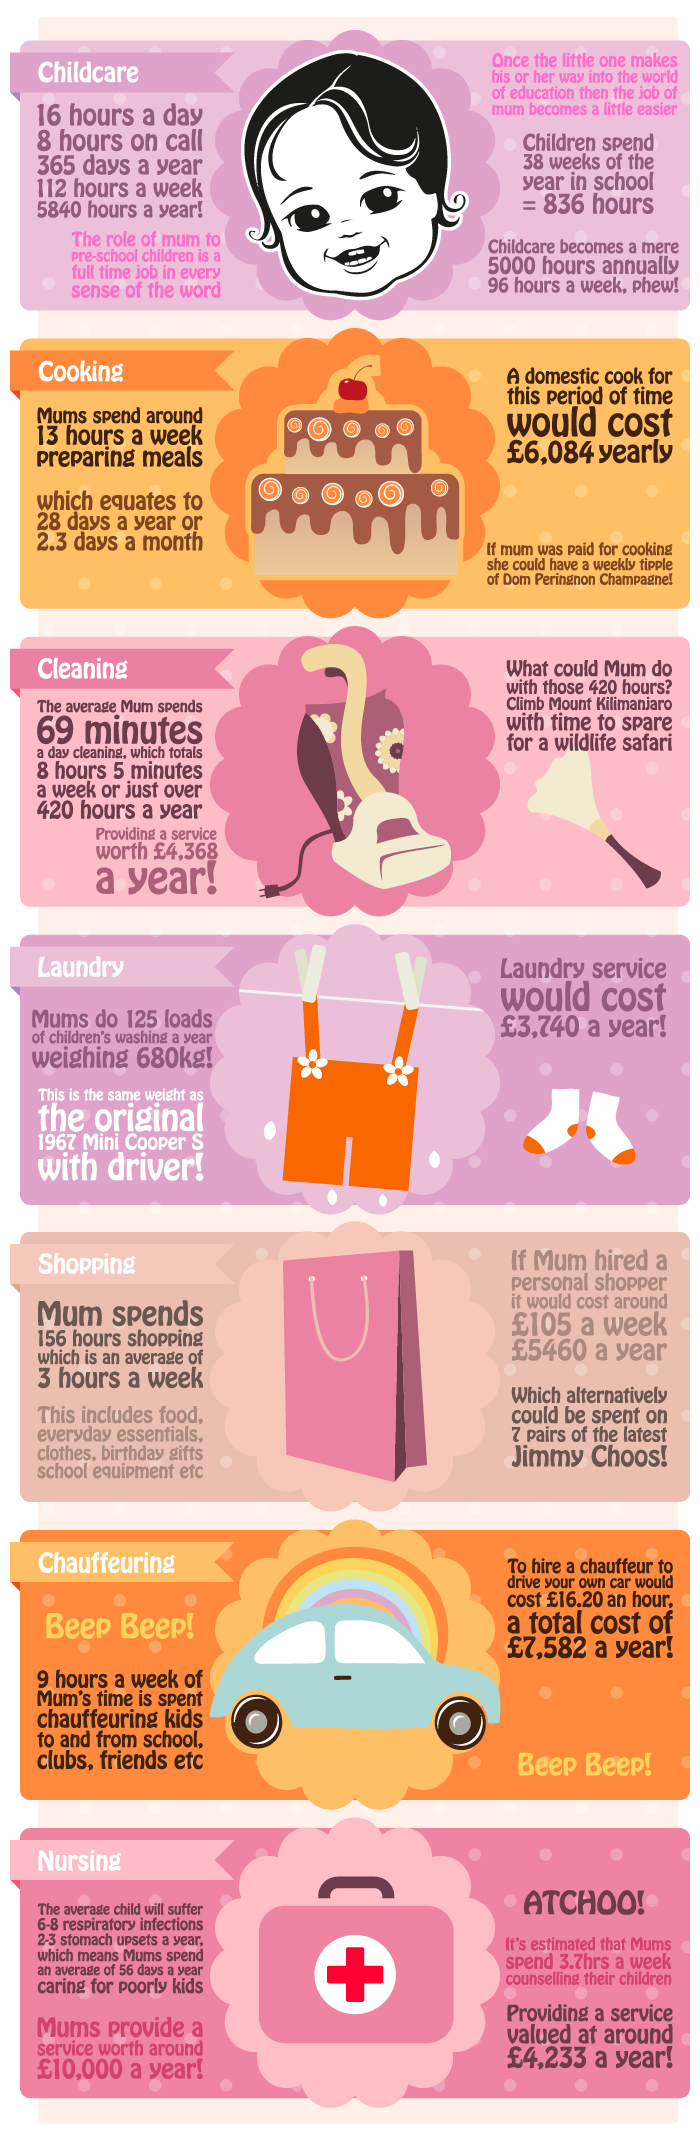 Childcare
16 hours a day
8 hours on call
365 days a year
112 hours a week
5840 hours a year!
The role of mum to
pre-school children is a
full time job in every
sense of the word
Once the little one makes
his or her way into the world
of education then the job of
mum becomes a little easier
Children spend
38 weeks of the
year in school
= 836 hours
Childcare becomes a mere
5000 hours annually
96 hours a week, phew!
Cooking
Mums spend around
13 hours a week
preparing meals
which equates to
28 days a year or
2.3 days a month
A domestic cook for
this period of time
would cost
£6,084 yearly
If mum was paid for cooking
she could have a weekly tipple
of Dom Peringnon Champagne!
Cleaning
The average Mum spends
69 minutes
a day cleaning, which totals
8 hours 5 minutes
a week or just over
420 hours a year
Providing a service
worth £4,368
a year!
What could Mum do
with those 420 hours?
Climb Mount Kilimanjaro
with time to spare
for a wildlife safari
Laundry
Mums do 125 loads
of children's washing a year
weighing 680kg!
This is the same weight as
the original
1967 Mini Cooper S
with driver!
Laundry service
would cost
£3,740 a year!
Shopping
Mum spends
156 hours shopping
which is an average of
3 hours a week
This includes food,
everyday essentials,
clothes, birthday gifts
school equipment etc
If Mum hired a
personal shopper
it would cost around
£105 a week
£5460 a year
Which alternatively
could be spent on
7 pairs of the latest
Jimmy Choos!
Chauffeuring
Beep Beep!
9 hours a week of
Mum's time is spent
chauffeuring kids
to and from school,
clubs, friends etc
To hire a chauffeur to
drive your own car would
cost £16.20 an hour,
a total cost of
£7,582 a year!
Beep Beep!
Nursing
The average child will suffer
6-8 respiratory infections
2-3 stomach upsets a year,
which means Mums spend
an average of 56 days a year
caring for poorly kids
Mums provide a
service worth around
£10,000 a year!
ATCHOO!
It's estimated that Mums
spend 3.7hrs a week
counselling their children
Providing a service
valued at around
£4,233 a year!